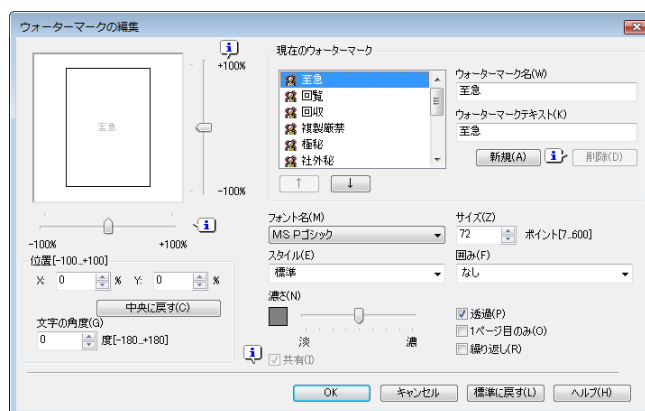 ウォーターマークの編集
至急
+100%
-100%
-100%
+100%
位置[-100..+100]
X: 0 % Y: 0 %
中央に戻す(C)
文字の角度(G)
0 度[-180..+180]
現在のウォーターマーク
至急
回覧
回収
複製厳禁
極秘
社外秘
↑ ↓
ウォーターマーク名(W)
至急
ウォーターマークテキスト(K)
至急
新規(A) 削除(D)
フォント名(M)
MS Pゴシック
サイズ(Z)
72 ポイント[7..600]
スタイル(E)
標準
囲み(F)
なし
濃さ(N)
淡 濃
共有(I)
透過(P)
1ページ目のみ(O)
繰り返し(R)
OK キャンセル 標準に戻す(L) ヘルプ(H)